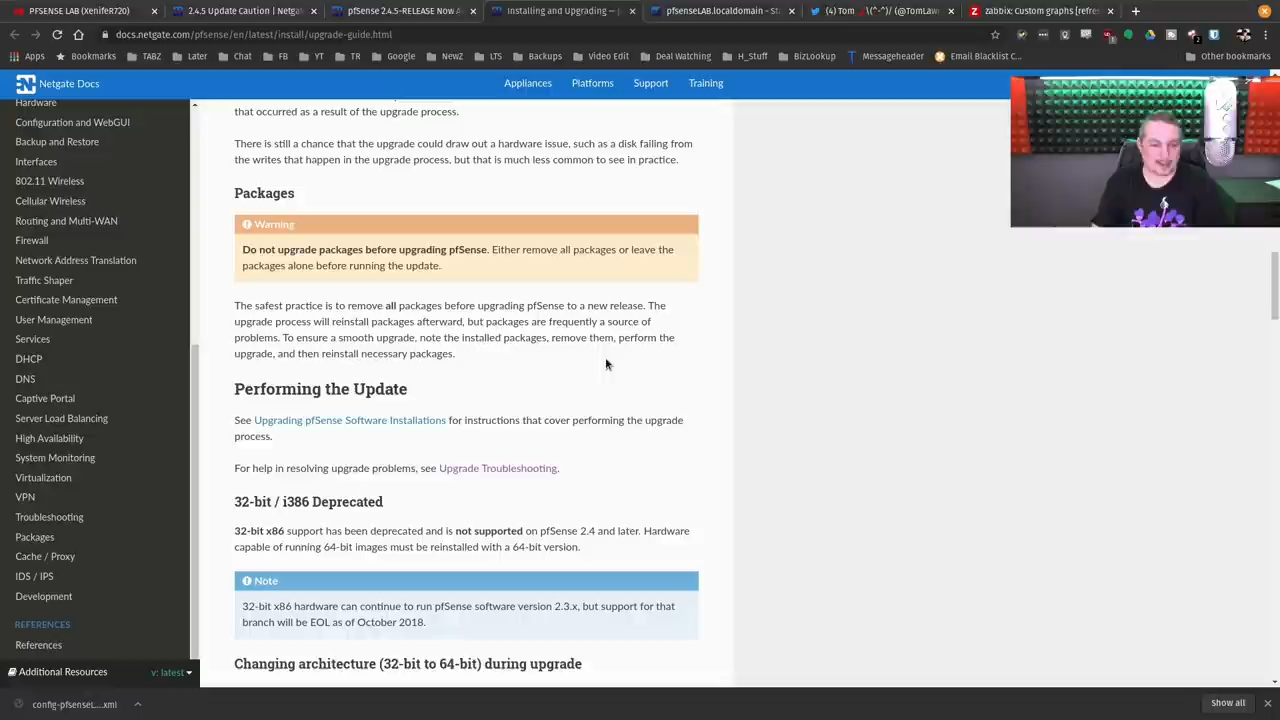 PFSENSE LAB (Xenifer720)
2.4.5 Update Caution | Netgat
pfSense 2.4.5-RELEASE Now A
Installing and Upgrading —
pfsenseLAB.localdomain - Sta
Tom_\(^-^)/ (@TomLaw
zabbix: Custom graphs [refres
docs.netgate.com/pfsense/en/latest/install/upgrade-guide.html
Apps
Bookmarks
TABZ
Later
Chat
FB
YT
TR
Google
NewZ
LTS
Backups
Video Edit
Deal Watching
H_Stuff
BizLookup
Messageheader
Email Blacklist C...
Other bookmarks
Netgate Docs
Appliances
Platforms
Support
Training
Hardware
Configuration and WebGUI
Backup and Restore
Interfaces
802.11 Wireless
Cellular Wireless
Routing and Multi-WAN
Firewall
Network Address Translation
Traffic Shaper
Certificate Management
User Management
Services
DHCP
DNS
Captive Portal
Server Load Balancing
High Availability
System Monitoring
Virtualization
VPN
Troubleshooting
Packages
Cache / Proxy
IDS / IPS
Development
REFERENCES
References
Additional Resources
v: latest
that occurred as a result of the upgrade process.
There is still a chance that the upgrade could draw out a hardware issue, such as a disk failing from
the writes that happen in the upgrade process, but that is much less common to see in practice.
Packages
Warning
Do not upgrade packages before upgrading pfSense. Either remove all packages or leave the
packages alone before running the update.
The safest practice is to remove all packages before upgrading pfSense to a new release. The
upgrade process will reinstall packages afterward, but packages are frequently a source of
problems. To ensure a smooth upgrade, note the installed packages, remove them, perform the
upgrade, and then reinstall necessary packages.
Performing the Update
See Upgrading pfSense Software Installations for instructions that cover performing the upgrade
process.
For help in resolving upgrade problems, see Upgrade Troubleshooting.
32-bit / i386 Deprecated
32-bit x86 support has been deprecated and is not supported on pfSense 2.4 and later. Hardware
capable of running 64-bit images must be reinstalled with a 64-bit version.
Note
32-bit x86 hardware can continue to run pfSense software version 2.3.x, but support for that
branch will be EOL as of October 2018.
Changing architecture (32-bit to 64-bit) during upgrade
config-pfsenseL....xml
Show all